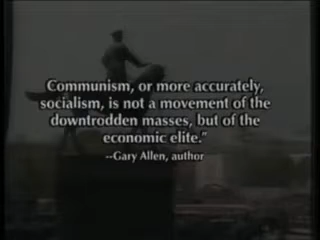 Communism, or more accurately,
socialism, is not a movement of the
downtrodden masses, but of the
economic elite."
--Gary Allen, author